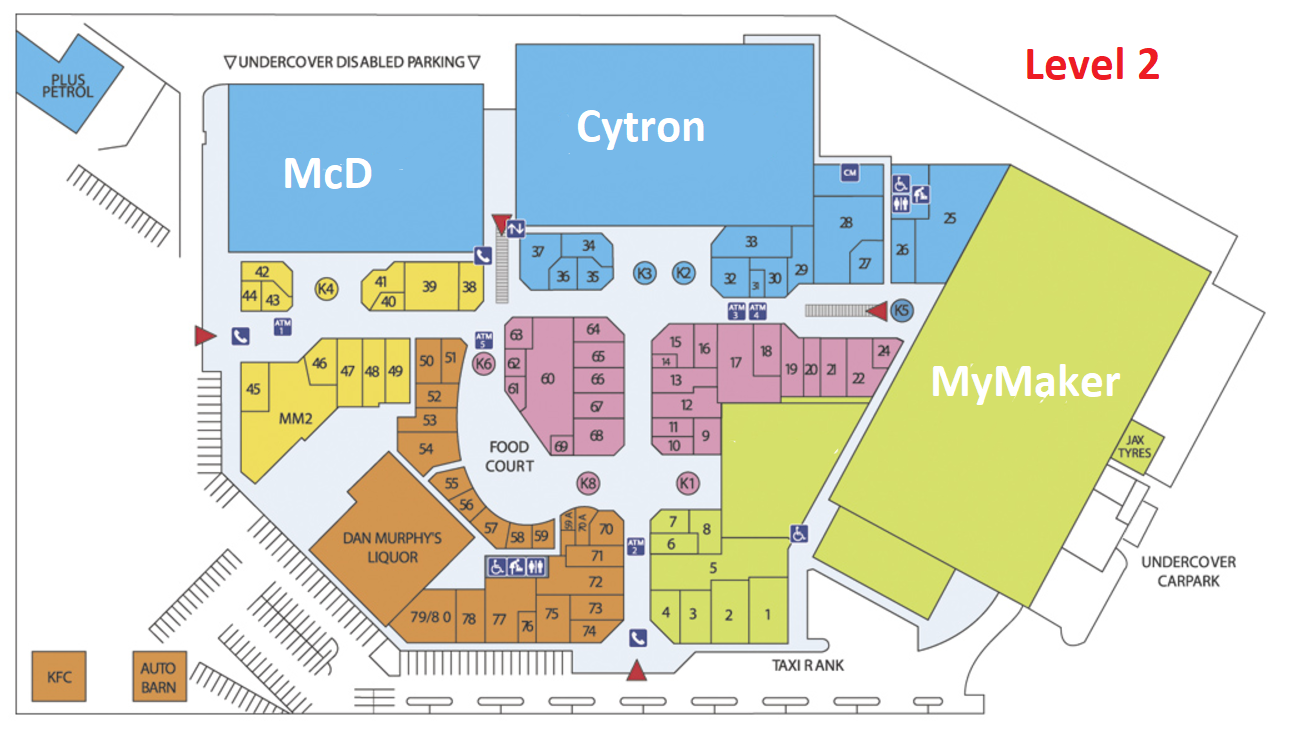 Level 2
UNDERCOVER DISABLED PARKING
PLUS
PETROL
McD
Cytron
CM
25
28
26
27
37
34
36
35
K3
K2
33
32
31
30
29
42
44
43
K4
41
40
39
38
ATM
1
ATM
3
ATM
4
K5
45
46
47
48
49
MM2
50
51
52
53
54
ATM
5
K6
63
62
61
60
64
65
66
67
68
69
15
14
16
13
12
11
10
9
17
18
19
20
21
22
24
MyMaker
JAX
TYRES
FOOD
COURT
K8
K1
55
56
57
58
59
59 A
70 A
70
71
72
73
74
75
76
77
78
79/8 0
DAN MURPHY'S
LIQUOR
ATM
2
7
8
6
5
4
3
2
1
UNDERCOVER
CARPARK
TAXI RANK
KFC
AUTO
BARN